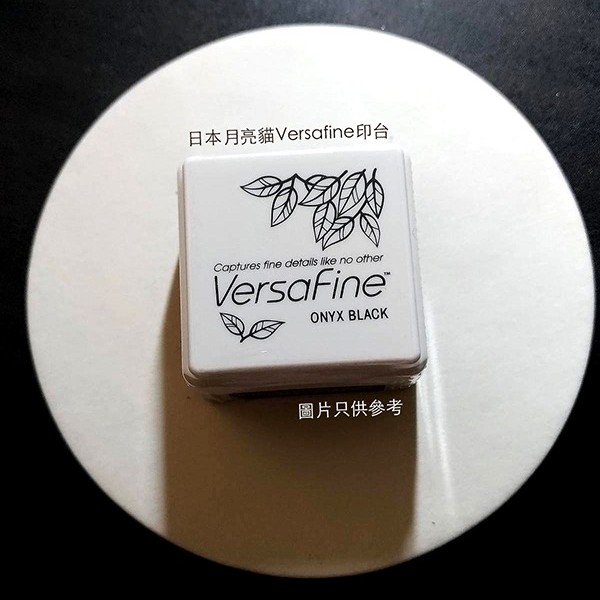 日本月亮貓Versafine印台
Captures fine details like no other
VersaFine™
ONYX BLACK
圖片只供參考